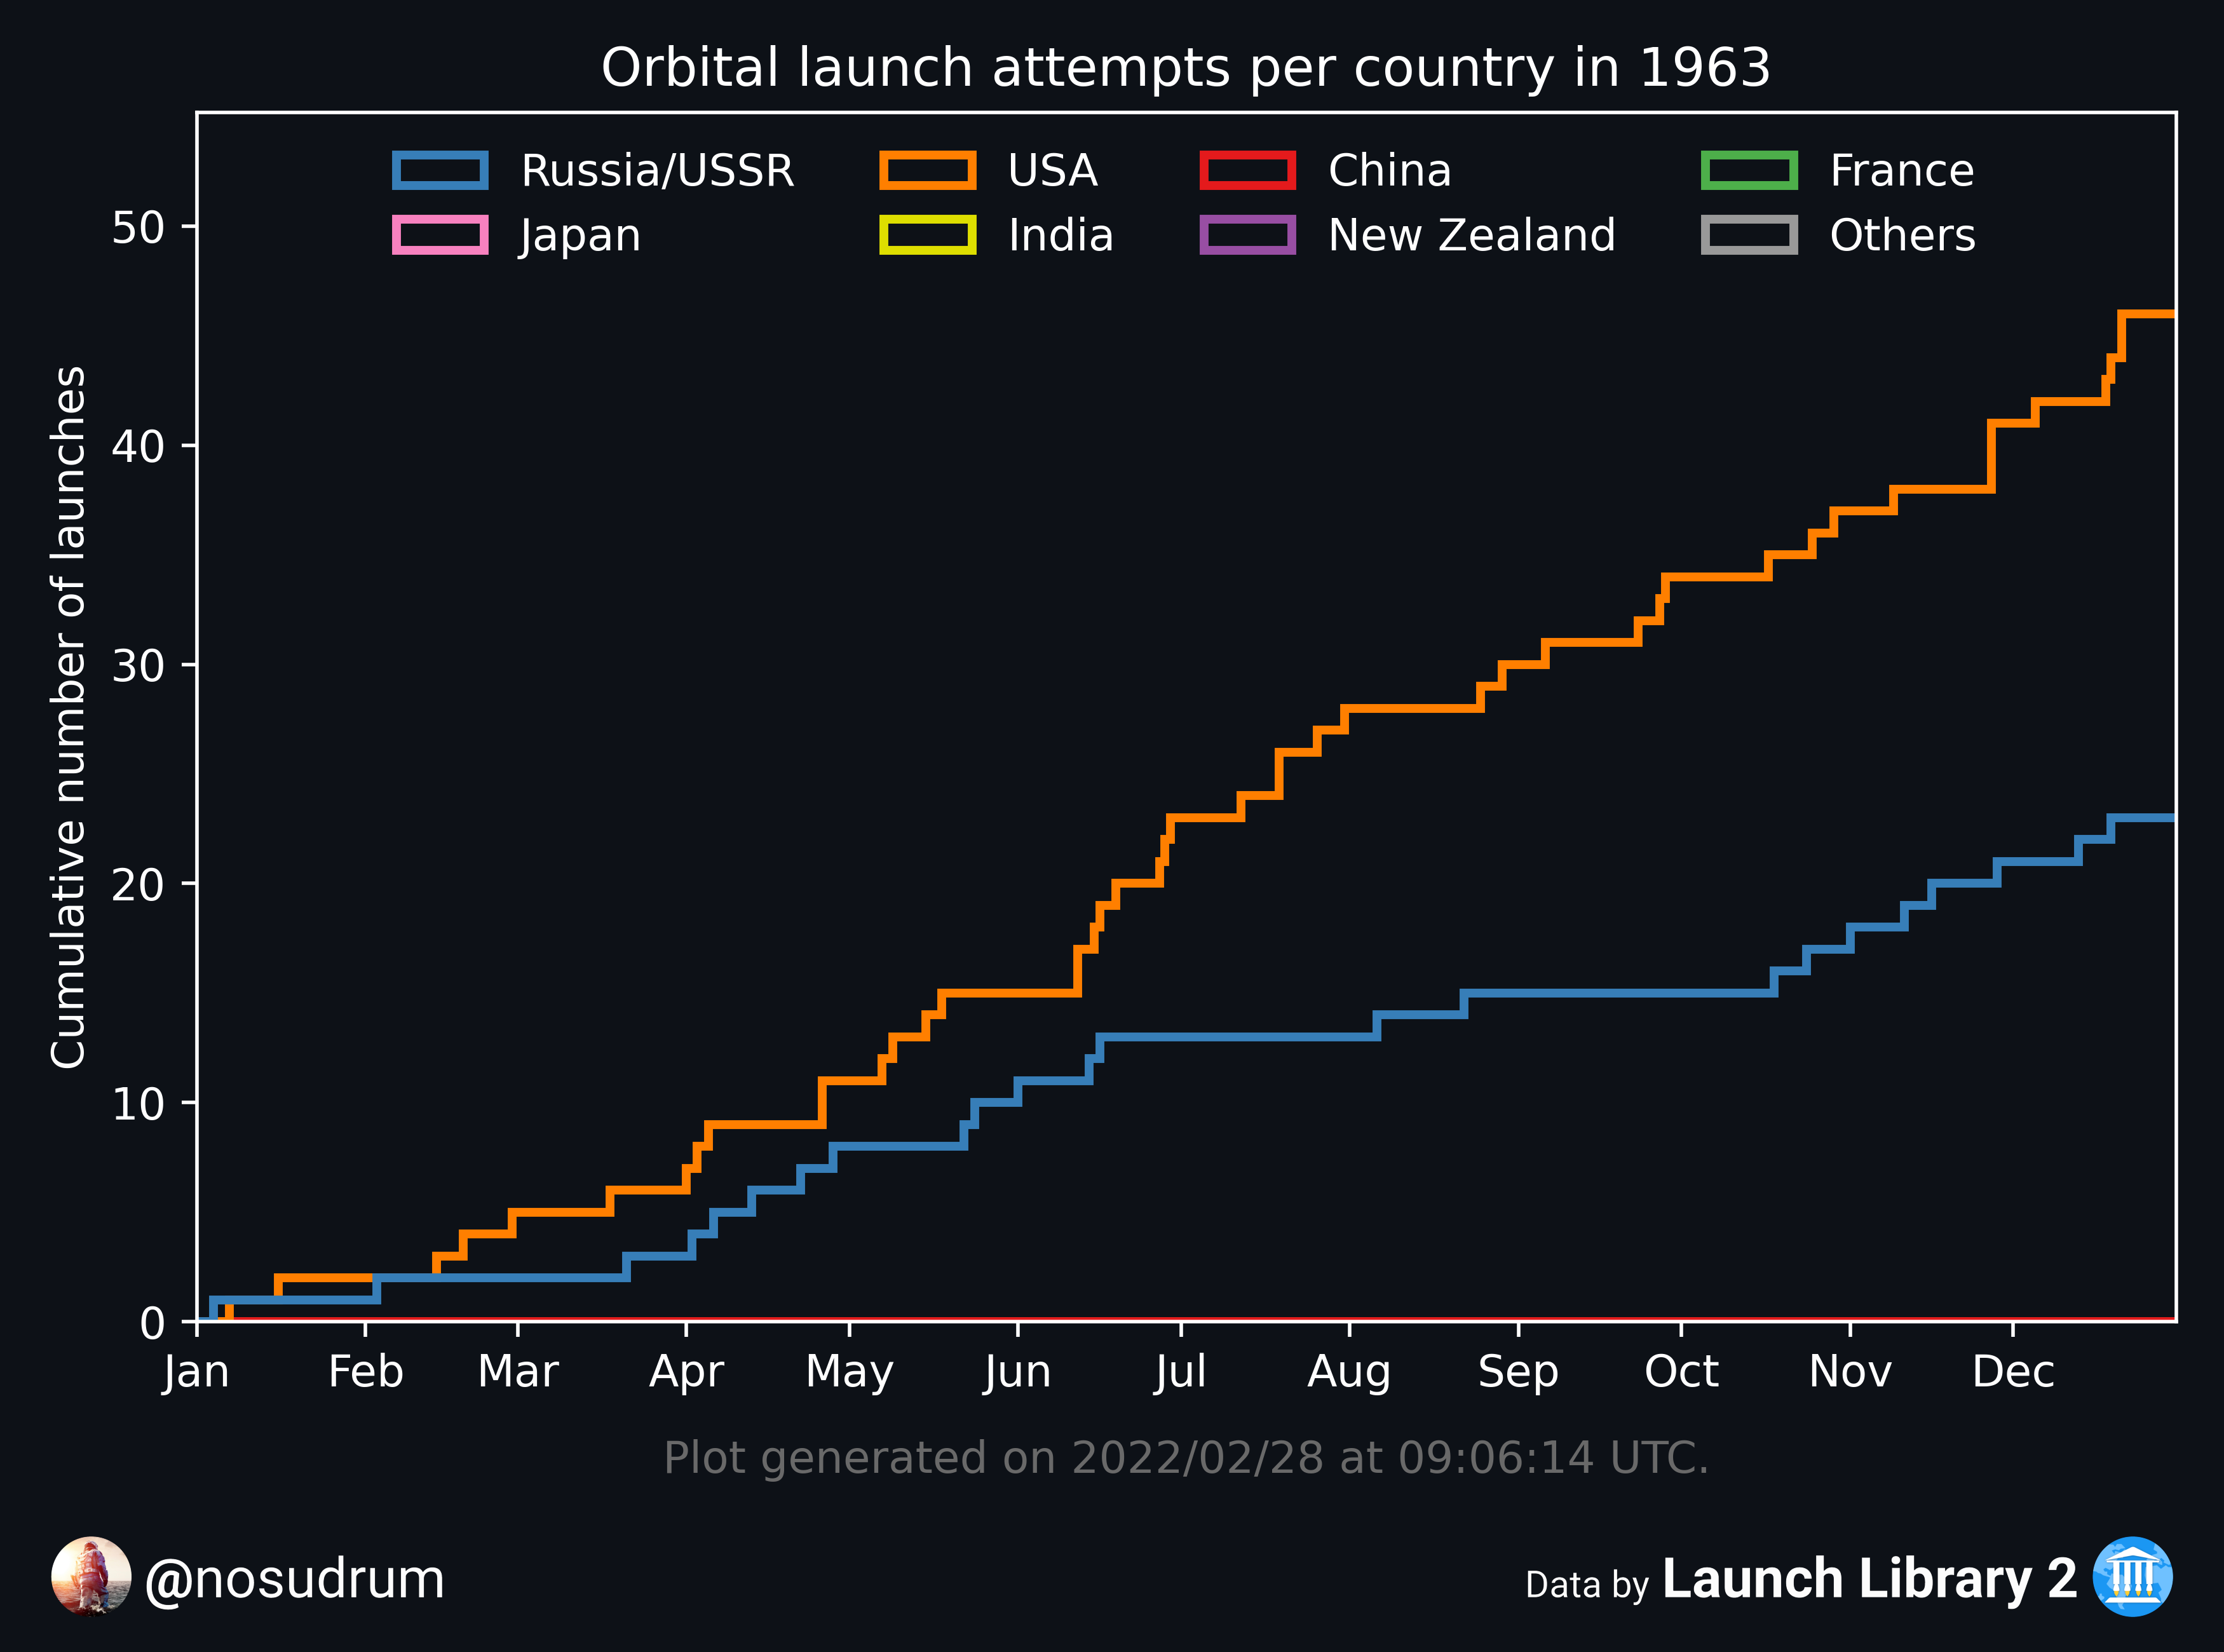 Orbital launch attempts per country in 1963
Russia/USSR USA China France
Japan India New Zealand Others
Cumulative number of launches
50
40
30
20
10
0
Jan Feb Mar Apr May Jun Jul Aug Sep Oct Nov Dec
Plot generated on 2022/02/28 at 09:06:14 UTC.
@nosudrum
Data by Launch Library 2